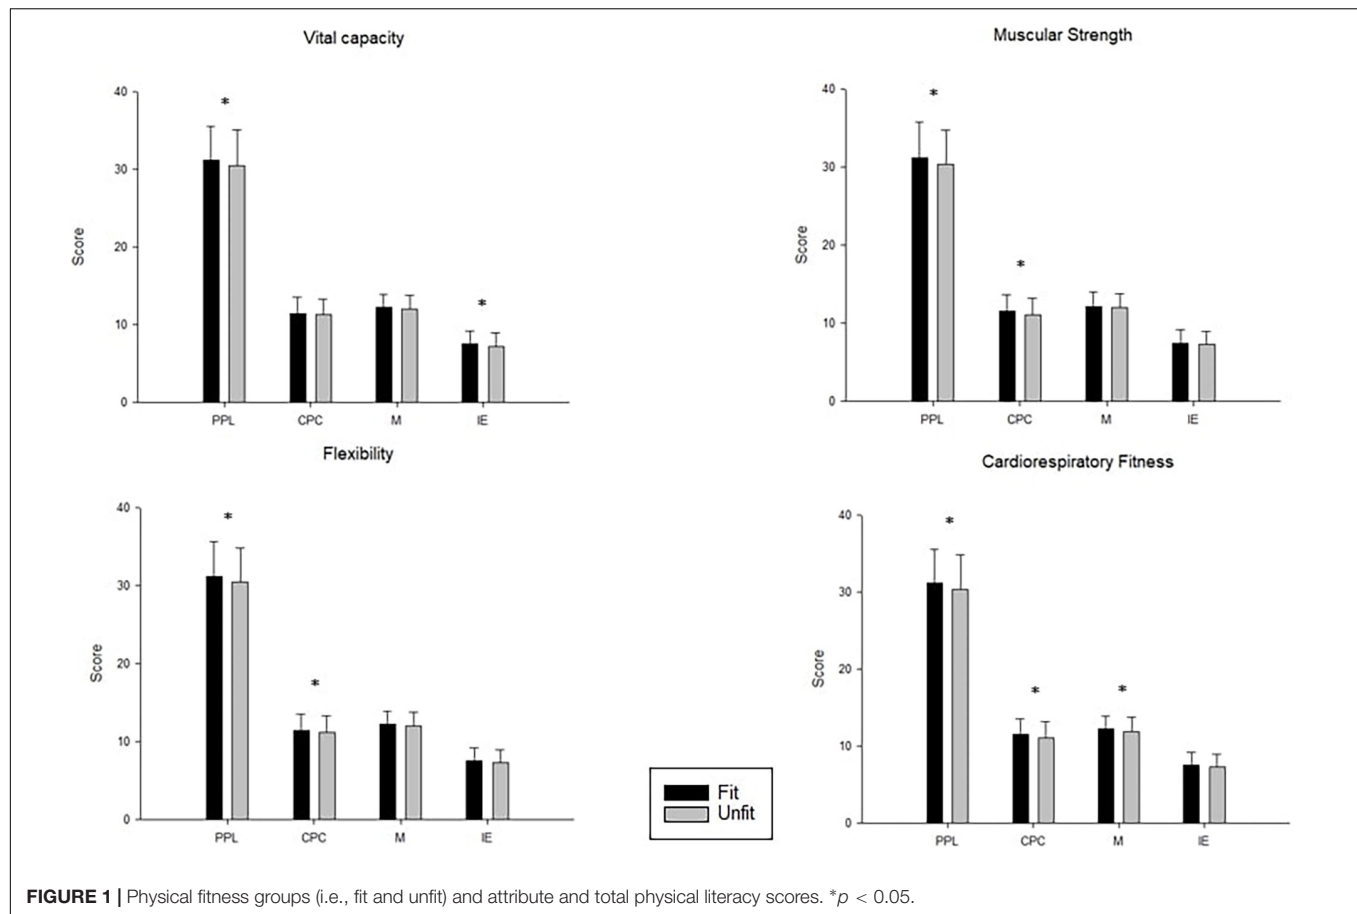 Vital capacity
*
*
Score
40
30
20
10
0
PPL CPC M IE
Muscular Strength
*
*
Score
40
30
20
10
0
PPL CPC M IE
Flexibility
*
*
Score
40
30
20
10
0
PPL CPC M IE
Cardiorespiratory Fitness
*
*
*
Score
40
30
20
10
0
PPL CPC M IE
Fit
Unfit
FIGURE 1 | Physical fitness groups (i.e., fit and unfit) and attribute and total physical literacy scores. *p < 0.05.